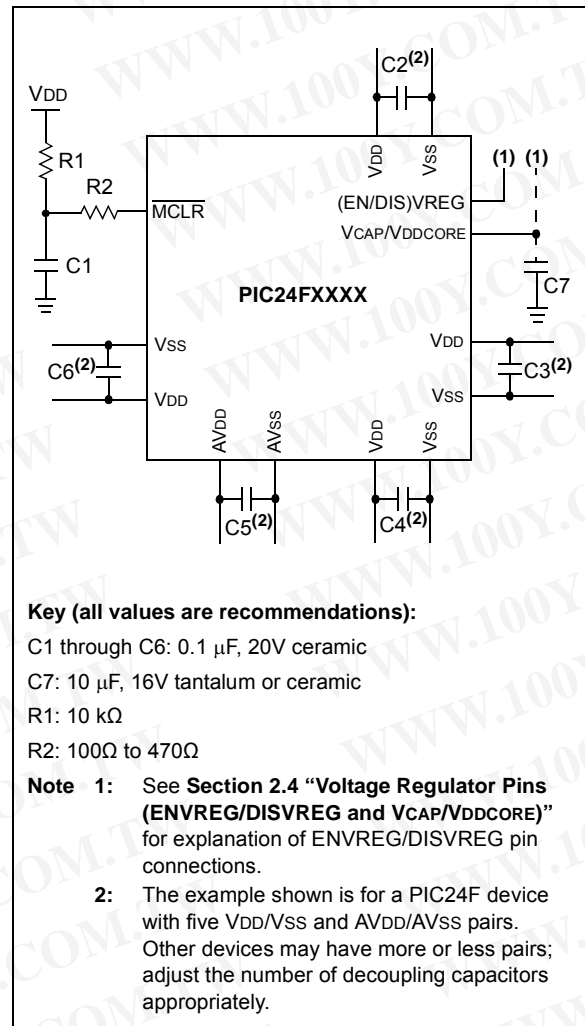 C2(2)
VDD
R1
R2
MCLR
VDD
VSS
(1) (1)
(EN/DIS)VREG
VCAP/VDDCORE
C1
C7
PIC24FXXXX
VSS
VDD
C6(2)
C3(2)
VDD
VSS
AVDD
AVSS
VDD
VSS
C5(2)
C4(2)
Key (all values are recommendations):
C1 through C6: 0.1 μF, 20V ceramic
C7: 10 μF, 16V tantalum or ceramic
R1: 10 kΩ
R2: 100Ω to 470Ω
Note 1: See Section 2.4 “Voltage Regulator Pins
(ENVREG/DISVREG and VCAP/VDDCORE)”
for explanation of ENVREG/DISVREG pin
connections.
2: The example shown is for a PIC24F device
with five VDD/VSS and AVDD/AVSS pairs.
Other devices may have more or less pairs;
adjust the number of decoupling capacitors
appropriately.
WWW.100Y.COM.TW